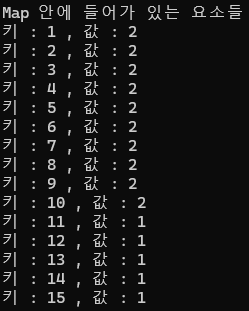 Map 안에 들어가 있는 요소들
키 : 1 , 값 : 2
키 : 2 , 값 : 2
키 : 3 , 값 : 2
키 : 4 , 값 : 2
키 : 5 , 값 : 2
키 : 6 , 값 : 2
키 : 7 , 값 : 2
키 : 8 , 값 : 2
키 : 9 , 값 : 2
키 : 10 , 값 : 2
키 : 11 , 값 : 1
키 : 12 , 값 : 1
키 : 13 , 값 : 1
키 : 14 , 값 : 1
키 : 15 , 값 : 1